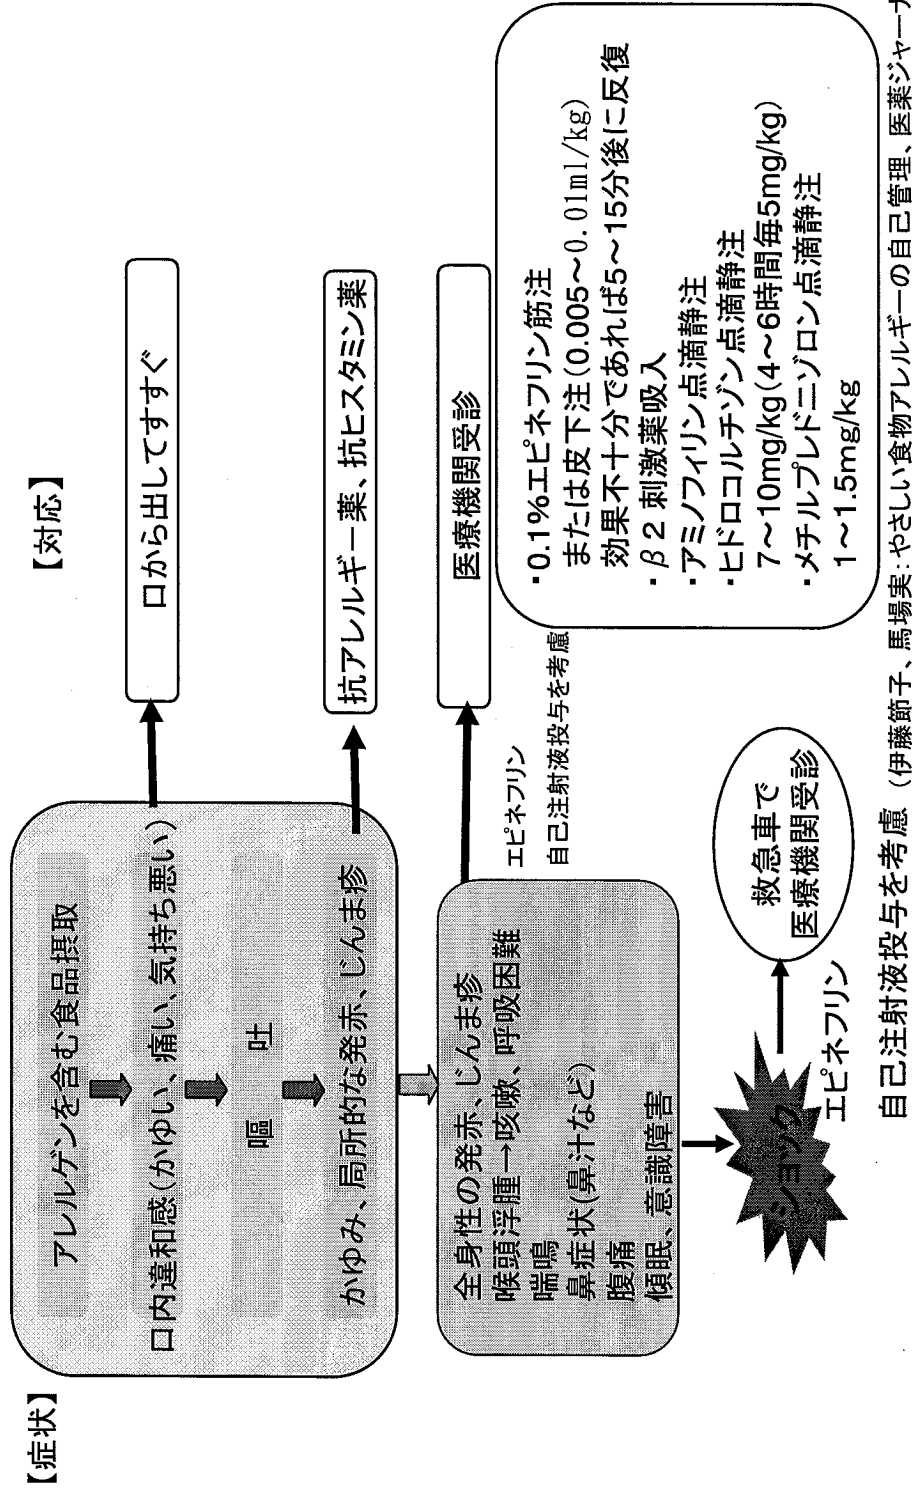 【症状】
【対応】
アレルゲンを含む食品摂取
口内違和感(かゆい、痛い、気持ち悪い)
口から出してすすぐ
嘔　吐
かゆみ、局所的な発赤、じんま疹
抗アレルギー薬、抗ヒスタミン薬
全身性の発赤、じんま疹
喉頭浮腫→咳嗽、呼吸困難
喘鳴
鼻症状(鼻汁など)
腹痛
傾眠、意識障害
医療機関受診
エピネフリン
自己注射液投与を考慮
・0.1%エピネフリン筋注
または皮下注(0.005～0.01ml/kg)
効果不十分であれば5～15分後に反復
・β2刺激薬吸入
・アミノフィリン点滴静注
・ヒドロコルチゾン点滴静注
7～10mg/kg(4～6時間毎5mg/kg)
・メチルプレドニゾロン点滴静注
1～1.5mg/kg
ショック
救急車で
医療機関受診
エピネフリン
自己注射液投与を考慮
(伊藤節子、馬場実:やさしい食物アレルギーの自己管理、医薬ジャーナ